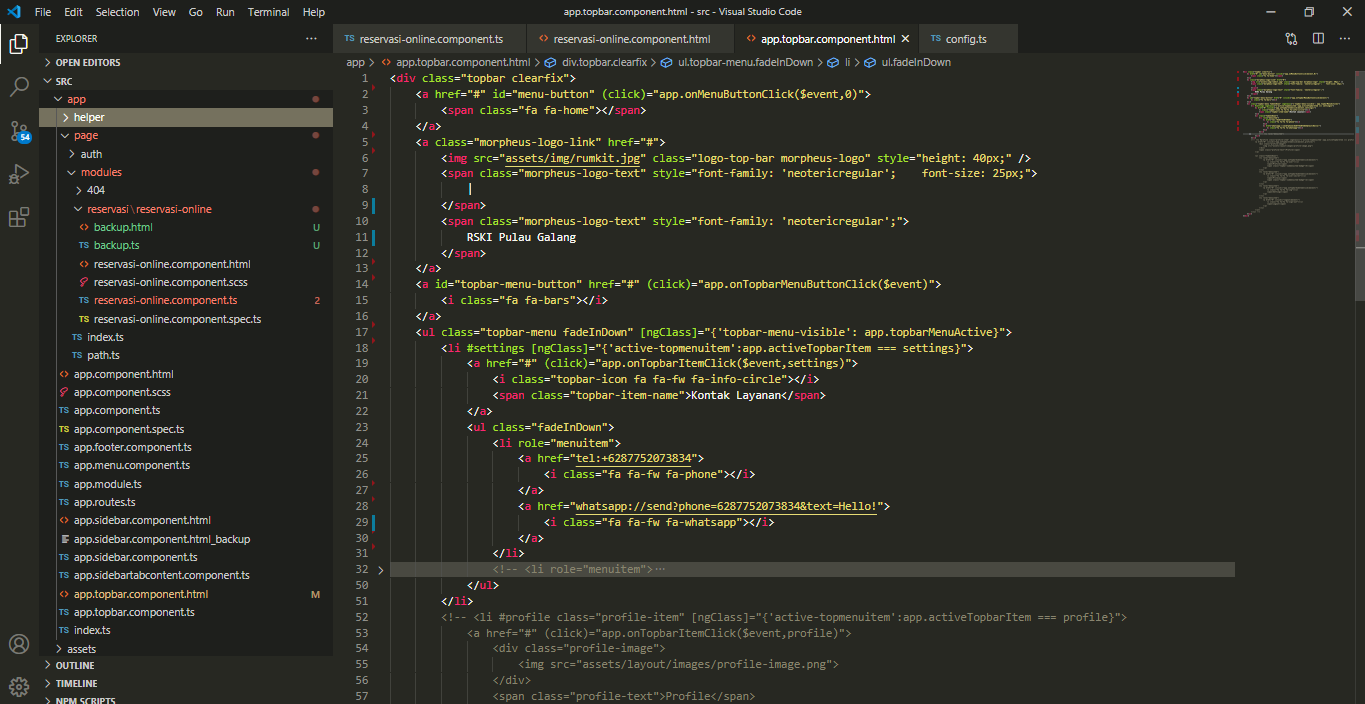 File Edit Selection View Go Run Terminal Help
app.topbar.component.html - src - Visual Studio Code
EXPLORER
OPEN EDITORS
SRC
app
helper
page
auth
modules
404
reservasi\reservasi-online
backup.html U
backup.ts U
reservasi-online.component.html
reservasi-online.component.scss
reservasi-online.component.ts 2
reservasi-online.component.spec.ts
index.ts
path.ts
app.component.html
app.component.scss
app.component.ts
app.component.spec.ts
app.footer.component.ts
app.menu.component.ts
app.module.ts
app.routes.ts
app.sidebar.component.html
app.sidebar.component.html_backup
app.sidebar.component.ts
app.sidebartabcontent.component.ts
app.topbar.component.html M
app.topbar.component.ts
index.ts
assets
OUTLINE
TIMELINE
NPM SCRIPTS
54
TS reservasi-online.component.ts
<> reservasi-online.component.html
<> app.topbar.component.html ×
TS config.ts
app > <> app.topbar.component.html > div.topbar.clearfix > ul.topbar-menu.fadeInDown > li > ul.fadeInDown
1 <div class="topbar clearfix">
2 <a href="#" id="menu-button" (click)="app.onMenuButtonClick($event,0)">
3 <span class="fa fa-home"></span>
4 </a>
5 <a class="morpheus-logo-link" href="#">
6 <img src="assets/img/rumkit.jpg" class="logo-top-bar morpheus-logo" style="height: 40px;" />
7 <span class="morpheus-logo-text" style="font-family: 'neotericregular';    font-size: 25px;">
8
9 </span>
10 <span class="morpheus-logo-text" style="font-family: 'neotericregular';">
11 RSKI Pulau Galang
12 </span>
13 </a>
14 <a id="topbar-menu-button" href="#" (click)="app.onTopbarMenuButtonClick($event)">
15 <i class="fa fa-bars"></i>
16 </a>
17 <ul class="topbar-menu fadeInDown" [ngClass]="{'topbar-menu-visible': app.topbarMenuActive}">
18 <li #settings [ngClass]="{'active-topmenuitem':app.activeTopbarItem === settings}">
19 <a href="#" (click)="app.onTopbarItemClick($event,settings)">
20 <i class="topbar-icon fa fa-fw fa-info-circle"></i>
21 <span class="topbar-item-name">Kontak Layanan</span>
22 </a>
23 <ul class="fadeInDown">
24 <li role="menuitem">
25 <a href="tel:+6287752073834">
26 <i class="fa fa-fw fa-phone"></i>
27 </a>
28 <a href="whatsapp://send?phone=6287752073834&text=Hello!">
29 <i class="fa fa-fw fa-whatsapp"></i>
30 </a>
31 </li>
32 <!-- <li role="menuitem">…
50 </ul>
51 </li>
52 <!-- <li #profile class="profile-item" [ngClass]="{'active-topmenuitem':app.activeTopbarItem === profile}">
53 <a href="#" (click)="app.onTopbarItemClick($event,profile)">
54 <div class="profile-image">
55 <img src="assets/layout/images/profile-image.png">
56 </div>
57 <span class="profile-text">Profile</span>